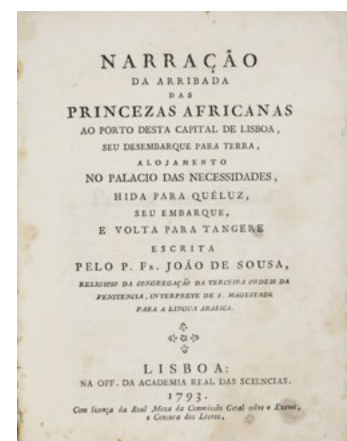 NARRAÇÃO
DA ARRIBADA
DAS
PRINCEZAS AFRICANAS
AO PORTO DESTA CAPITAL DE LISBOA,
SEU DESEMBARQUE PARA TERRA,
ALOJAMENTO
NO PALACIO DAS NECESSIDADES,
HIDA PARA QUÉLUZ,
SEU EMBARQUE,
E VOLTA PARA TANGERE
ESCRITA
PELO P. FR. JOÃO DE SOUSA,
RELIGIOSO DA CONGREGAÇÃO DA TERCEIRA ORDEM DA
PENITENCIA, INTERPRETE DE S. MAGESTADE
PARA A LINGUA ARABICA.
LISBOA:
NA OFF. DA ACADEMIA REAL DAS SCIENCIAS.
1793.
Com licença da Real Meza da Commissão Geral sobre o Exame,
e Censura dos Livros.